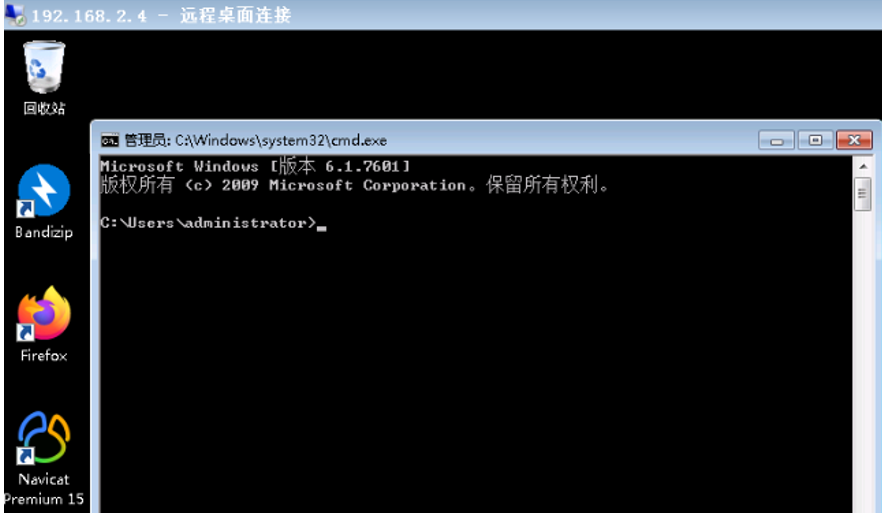 192.168.2.4 - 远程桌面连接
回收站
管理员: C:\Windows\system32\cmd.exe
Microsoft Windows [版本 6.1.7601]
版权所有 (c) 2009 Microsoft Corporation。保留所有权利。
C:\Users\administrator>
Bandizip
Firefox
Navicat
Premium 15